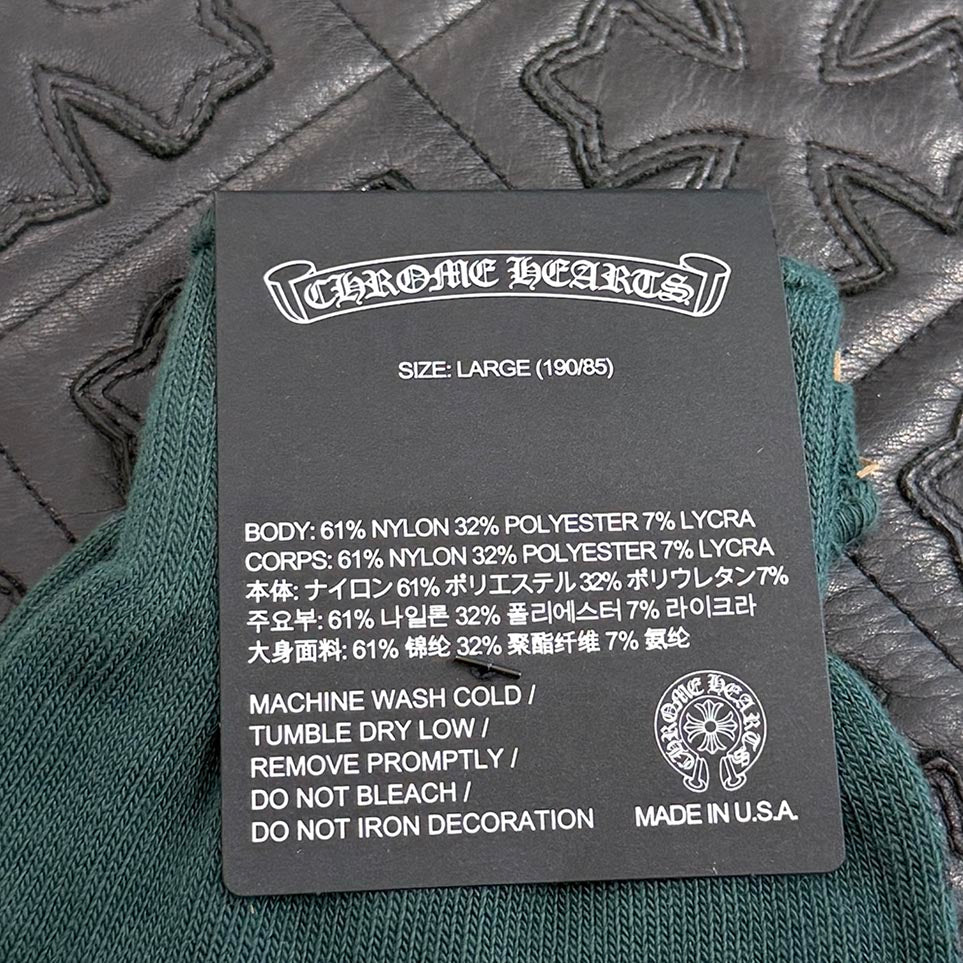 CHROME HEARTS
SIZE: LARGE (190/85)
BODY: 61% NYLON 32% POLYESTER 7% LYCRA
CORPS: 61% NYLON 32% POLYESTER 7% LYCRA
本体: ナイロン 61% ポリエステル 32% ポリウレタン7%
주요부: 61% 나일론 32% 폴리에스터 7% 라이크라
大身面料: 61% 锦纶 32% 聚酯纤维 7% 氨纶
MACHINE WASH COLD /
TUMBLE DRY LOW /
REMOVE PROMPTLY /
DO NOT BLEACH /
DO NOT IRON DECORATION
CHROME HEARTS
MADE IN U.S.A.